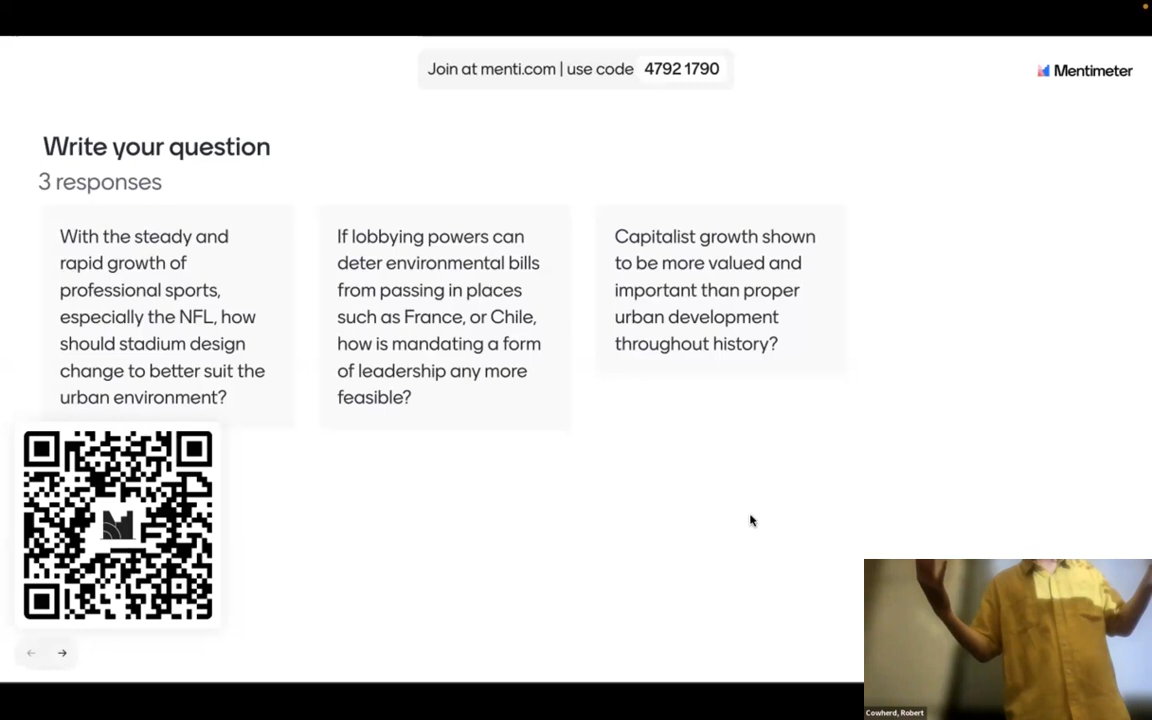 Join at menti.com | use code 4792 1790
Mentimeter
Write your question
3 responses
With the steady and
rapid growth of
professional sports,
especially the NFL, how
should stadium design
change to better suit the
urban environment?
If lobbying powers can
deter environmental bills
from passing in places
such as France, or Chile,
how is mandating a form
of leadership any more
feasible?
Capitalist growth shown
to be more valued and
important than proper
urban development
throughout history?
Cowherd, Robert